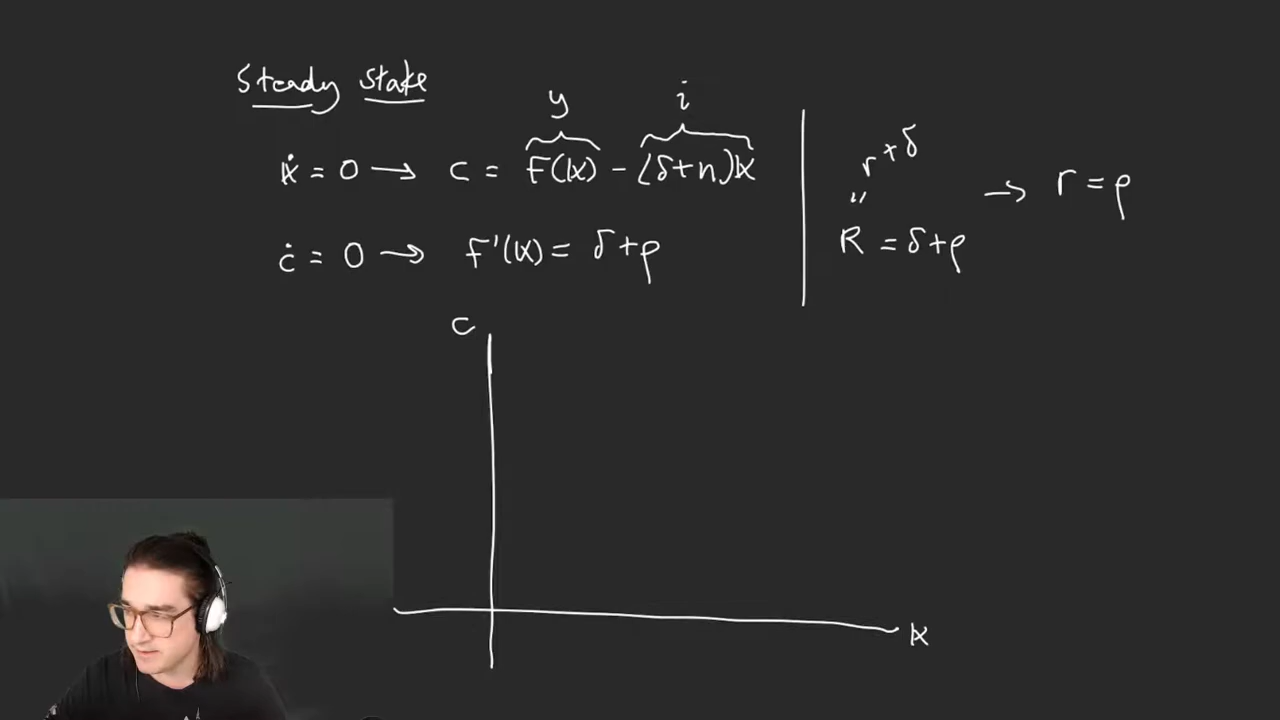 Steady State
y i
k̇ = 0 → c = F(k) - (δ+n)k
ċ = 0 → f'(k) = δ+ρ
r+δ
"
R = δ+ρ → r = ρ
c
k